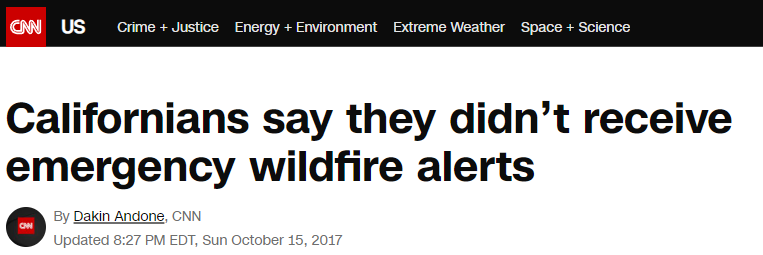 CNN US Crime + Justice Energy + Environment Extreme Weather Space + Science
Californians say they didn’t receive
emergency wildfire alerts
CNN
By Dakin Andone, CNN
Updated 8:27 PM EDT, Sun October 15, 2017